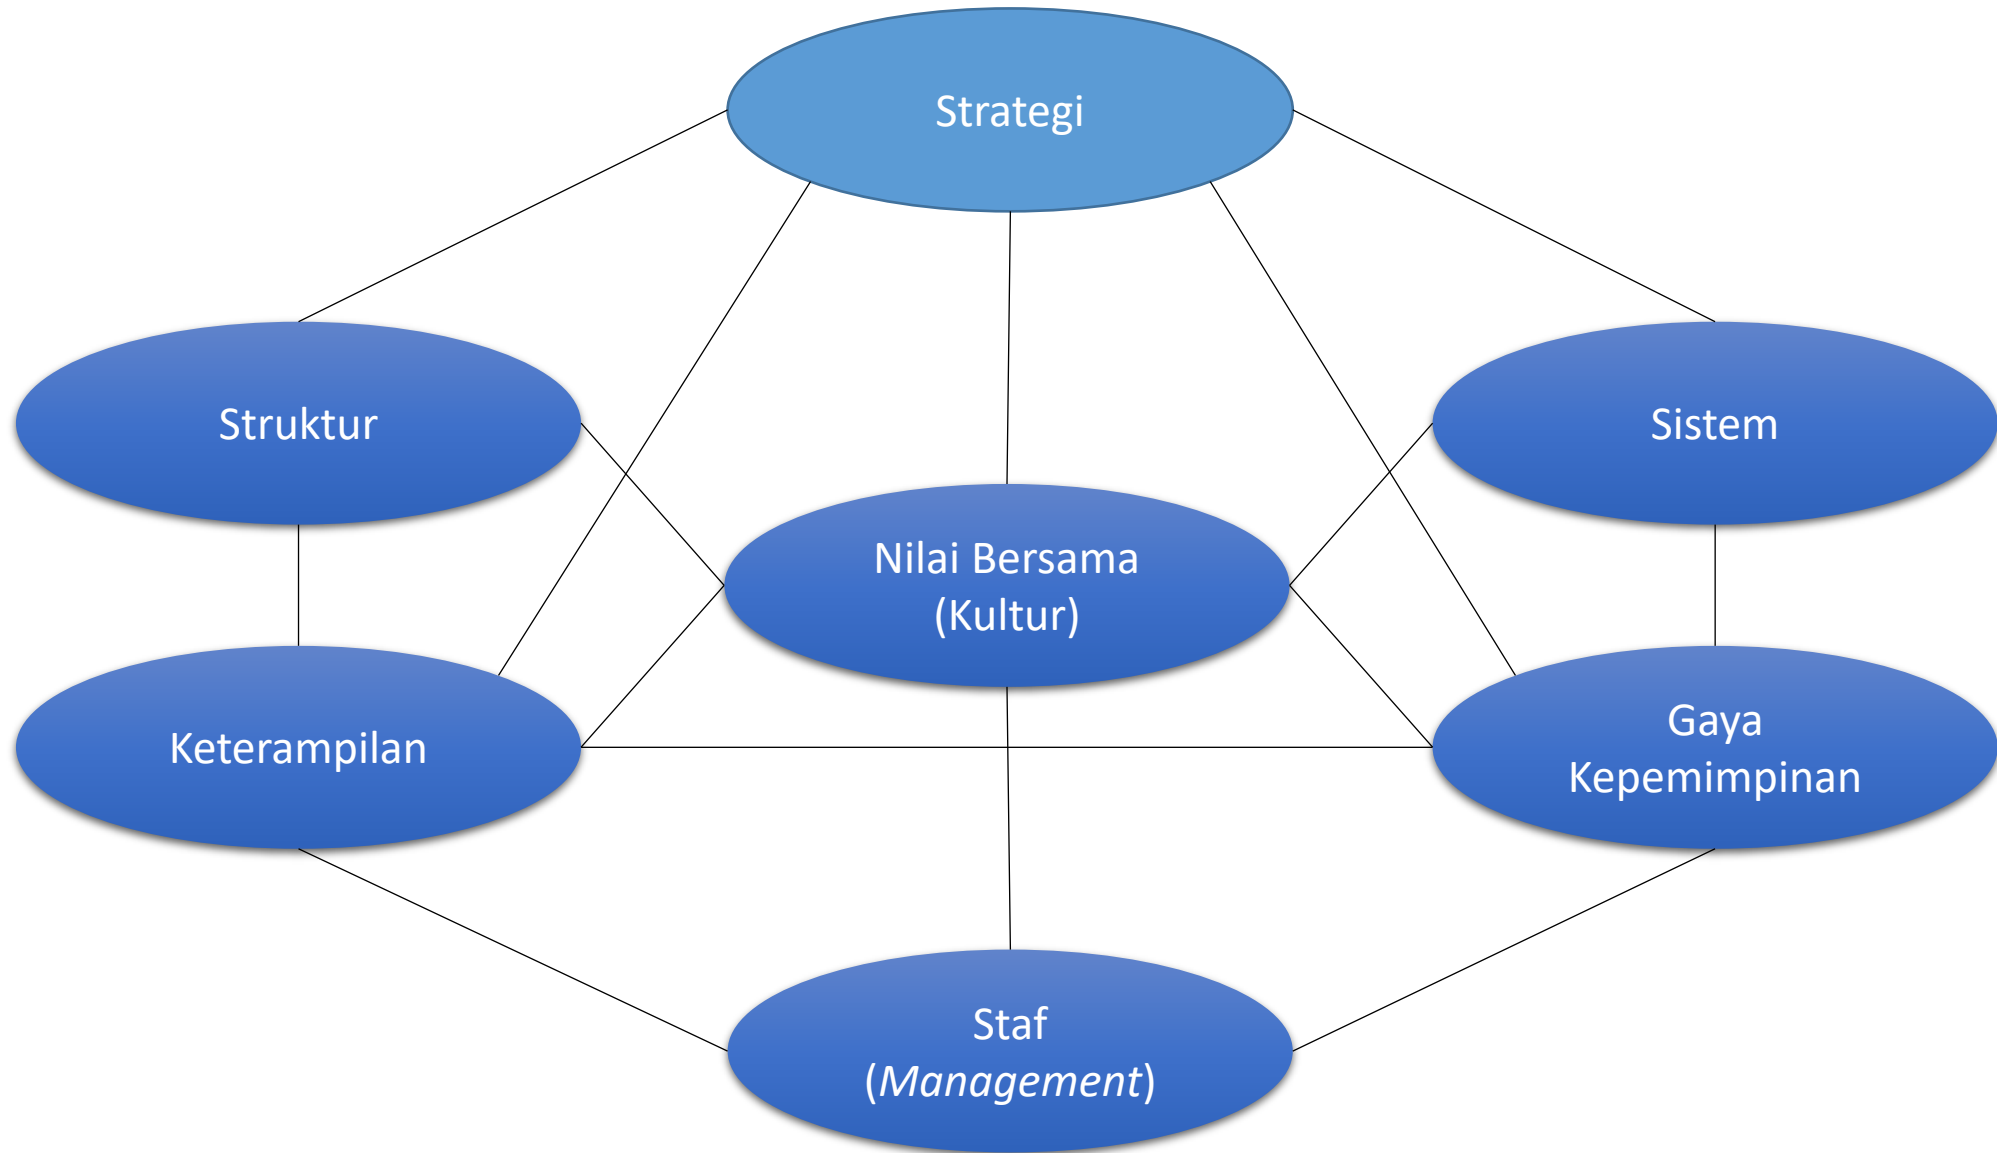 Strategi
Struktur
Sistem
Nilai Bersama
(Kultur)
Keterampilan
Gaya
Kepemimpinan
Staf
(Management)